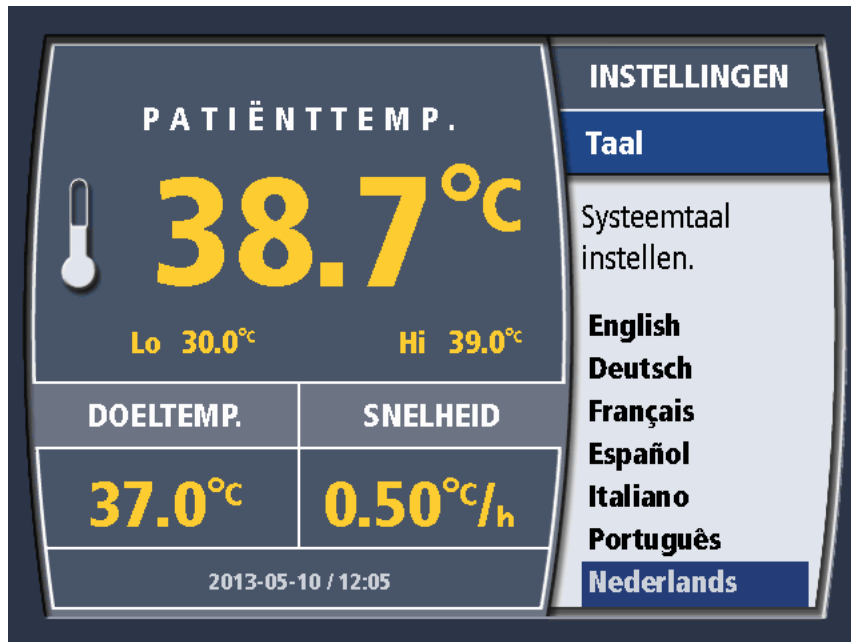 PATIËNTTEMP.
38.7°C
Lo 30.0°C Hi 39.0°C
DOELTEMP. SNELHEID
37.0°C 0.50°C/h
2013-05-10 / 12:05
INSTELLINGEN
Taal
Systeemtaal
instellen.
English
Deutsch
Français
Español
Italiano
Português
Nederlands